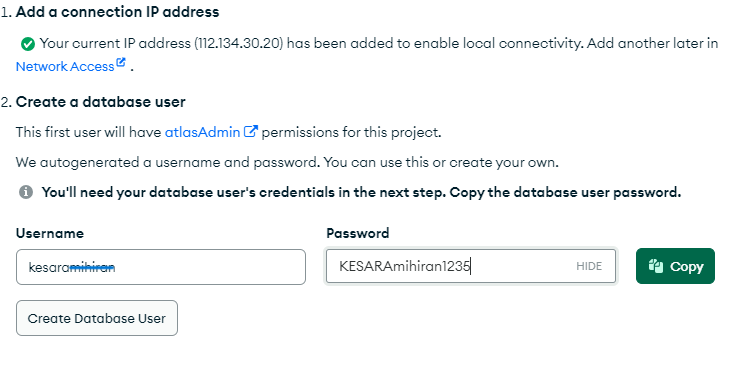 1. Add a connection IP address
Your current IP address (112.134.30.20) has been added to enable local connectivity. Add another later in
Network Access .
2. Create a database user
This first user will have atlasAdmin permissions for this project.
We autogenerated a username and password. You can use this or create your own.
You'll need your database user's credentials in the next step. Copy the database user password.
Username Password
kesaramihiran KESARAmihiran1235 HIDE Copy
Create Database User